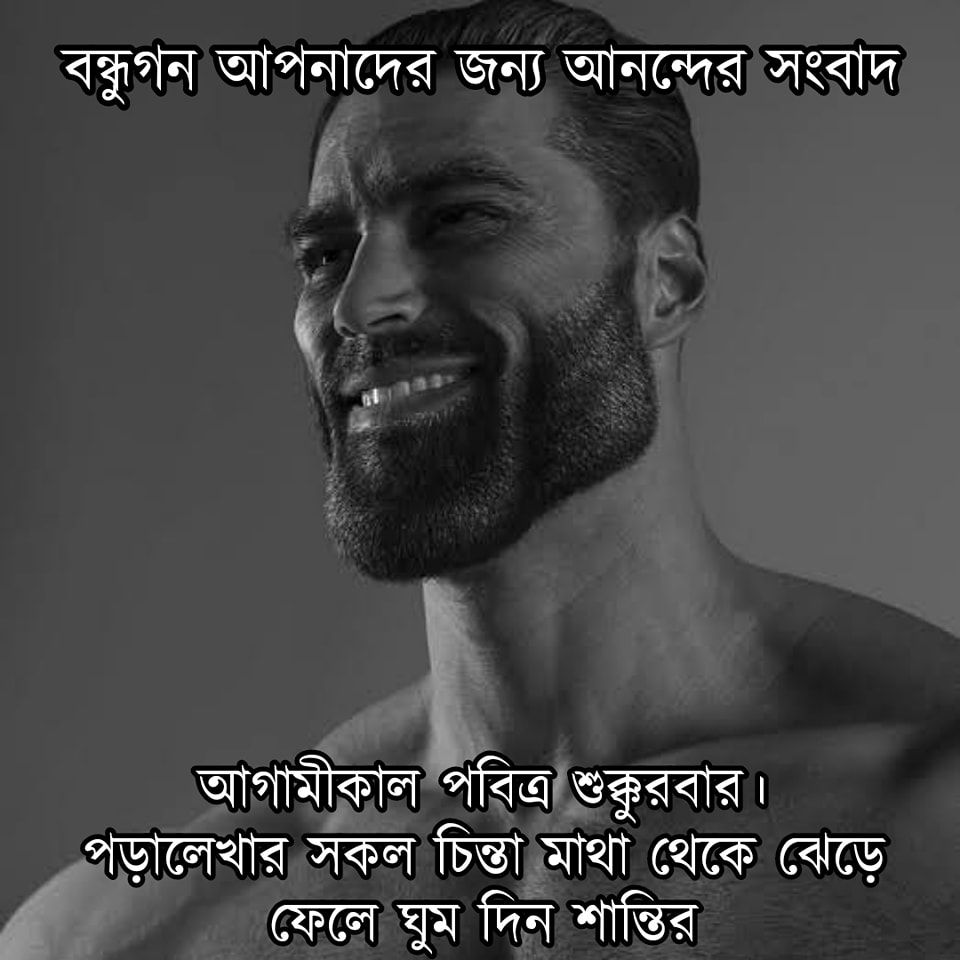 বন্ধুগন আপনাদের জন্য আনন্দের সংবাদ
আগামীকাল পবিত্র শুক্কুরবার।
পড়ালেখার সকল চিন্তা মাথা থেকে ঝেড়ে
ফেলে ঘুম দিন শান্তির